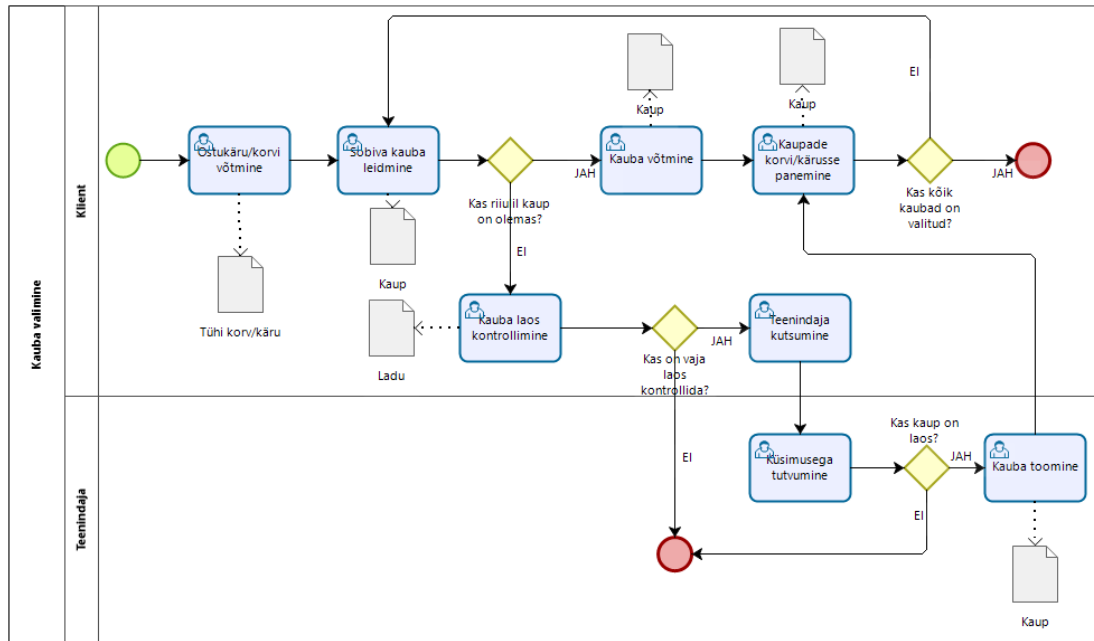 Kauba valimine
Klient
Teenindaja
Ostukäru/korvi
võtmine
Tühi korv/käru
Sobiva kauba
leidmine
Kaup
Kas riiulil kaup
on olemas?
JAH
EI
Kauba võtmine
Kaup
Kaupade
korvi/kärusse
panemine
Kaup
Kas kõik
kaubad on
valitud?
EI
JAH
Kauba laos
kontrollimine
Ladu
Kas on vaja
laos
kontrollida?
JAH
EI
Teenindaja
kutsumine
Küsimusega
tutvumine
Kas kaup on
laos?
JAH
EI
Kauba toomine
Kaup